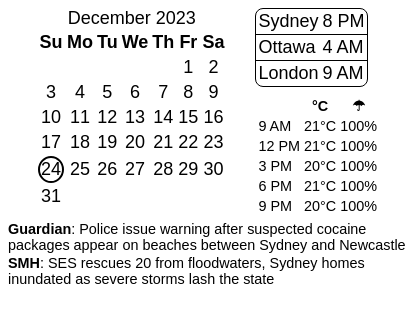 December 2023
Su Mo Tu We Th Fr Sa
1 2
3 4 5 6 7 8 9
10 11 12 13 14 15 16
17 18 19 20 21 22 23
24 25 26 27 28 29 30
31
Sydney 8 PM
Ottawa 4 AM
London 9 AM
°C ☂
9 AM 21°C 100%
12 PM 21°C 100%
3 PM 20°C 100%
6 PM 21°C 100%
9 PM 20°C 100%
Guardian: Police issue warning after suspected cocaine
packages appear on beaches between Sydney and Newcastle
SMH: SES rescues 20 from floodwaters, Sydney homes
inundated as severe storms lash the state